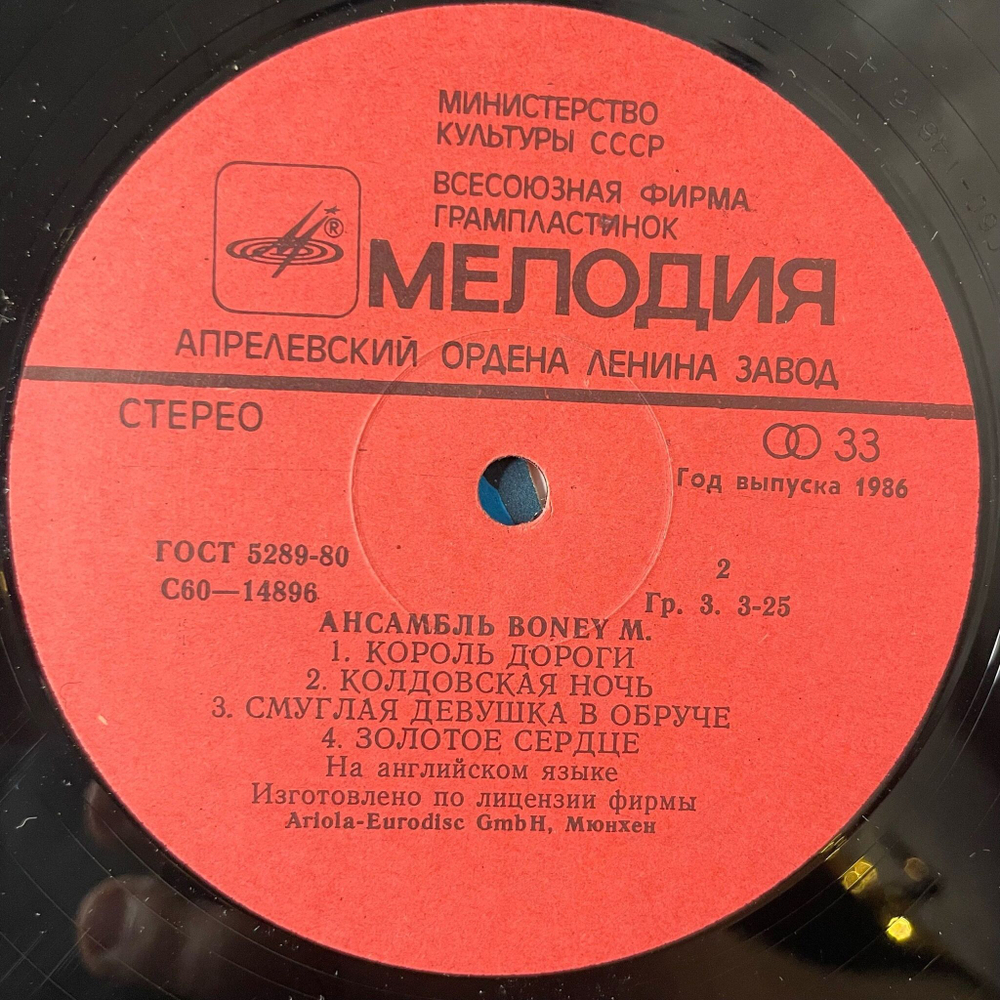 МИНИСТЕРСТВО
КУЛЬТУРЫ СССР
ВСЕСОЮЗНАЯ ФИРМА
ГРАМПЛАСТИНОК
®
МЕЛОДИЯ
АПРЕЛЕВСКИЙ ОРДЕНА ЛЕНИНА ЗАВОД
СТЕРЕО
33
Год выпуска 1986
ГОСТ 5289-80
С60—14896
2
Гр. 3. 3-25
АНСАМБЛЬ BONEY M.
1. КОРОЛЬ ДОРОГИ
2. КОЛДОВСКАЯ НОЧЬ
3. СМУГЛАЯ ДЕВУШКА В ОБРУЧЕ
4. ЗОЛОТОЕ СЕРДЦЕ
На английском языке
Изготовлено по лицензии фирмы
Ariola-Eurodisc GmbH, Мюнхен